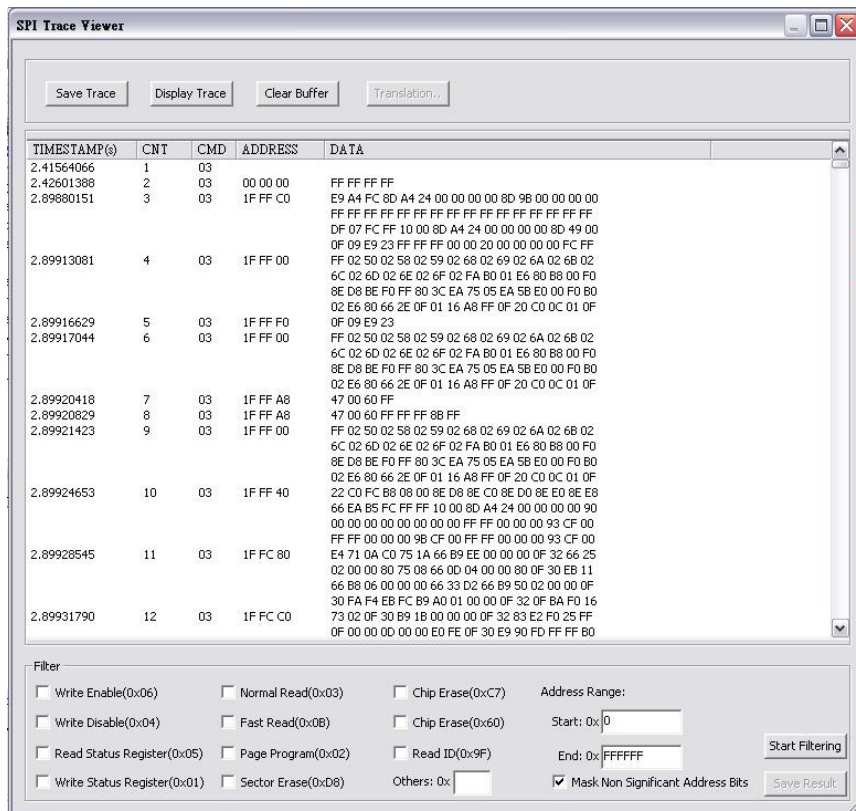 SPI Trace Viewer
Save Trace Display Trace Clear Buffer Translation..
TIMESTAMP(s) CNT CMD ADDRESS DATA
2.41564066 1 03
2.42601388 2 03 00 00 00 FF FF FF FF
2.89880151 3 03 1F FF C0 E9 A4 FC 8D A4 24 00 00 00 00 8D 9B 00 00 00 00
FF FF FF FF FF FF FF FF FF FF FF FF FF FF FF FF
DF 07 FC FF 10 00 8D A4 24 00 00 00 00 8D 49 00
0F 09 E9 23 FF FF FF 00 00 20 00 00 00 00 FC FF
2.89913081 4 03 1F FF 00 FF 02 50 02 58 02 59 02 68 02 69 02 6A 02 6B 02
6C 02 6D 02 6E 02 6F 02 FA B0 01 E6 80 B8 00 F0
8E D8 BE F0 FF 80 3C EA 75 05 EA 5B E0 00 F0 B0
02 E6 80 66 2E 0F 01 16 A8 FF 0F 20 C0 0C 01 0F
2.89916629 5 03 1F FF F0 0F 09 E9 23
2.89917044 6 03 1F FF 00 FF 02 50 02 58 02 59 02 68 02 69 02 6A 02 6B 02
6C 02 6D 02 6E 02 6F 02 FA B0 01 E6 80 B8 00 F0
8E D8 BE F0 FF 80 3C EA 75 05 EA 5B E0 00 F0 B0
02 E6 80 66 2E 0F 01 16 A8 FF 0F 20 C0 0C 01 0F
2.89920418 7 03 1F FF A8 47 00 60 FF
2.89920829 8 03 1F FF A8 47 00 60 FF FF FF 8B FF
2.89921423 9 03 1F FF 00 FF 02 50 02 58 02 59 02 68 02 69 02 6A 02 6B 02
6C 02 6D 02 6E 02 6F 02 FA B0 01 E6 80 B8 00 F0
8E D8 BE F0 FF 80 3C EA 75 05 EA 5B E0 00 F0 B0
02 E6 80 66 2E 0F 01 16 A8 FF 0F 20 C0 0C 01 0F
2.89924653 10 03 1F FF 40 22 C0 FC B8 08 00 8E D8 8E C0 8E D0 8E E0 8E E8
66 EA B5 FC FF FF 10 00 8D A4 24 00 00 00 00 90
00 00 00 00 00 00 00 00 FF FF 00 00 00 93 CF 00
FF FF 00 00 00 9B CF 00 FF FF 00 00 00 93 CF 00
2.89928545 11 03 1F FC 80 E4 71 0A C0 75 1A 66 B9 EE 00 00 00 0F 32 66 25
02 00 00 80 75 08 66 0D 04 00 00 80 0F 30 EB 11
66 B8 06 00 00 00 66 33 D2 66 B9 50 02 00 00 0F
30 FA F4 EB FC B9 A0 01 00 00 0F 32 0F BA F0 16
2.89931790 12 03 1F FC C0 73 02 0F 30 B9 1B 00 00 00 0F 32 83 E2 F0 25 FF
0F 00 00 0D 00 00 E0 FE 0F 30 E9 90 FD FF FF B0
Filter
Write Enable(0x06) Normal Read(0x03) Chip Erase(0xC7) Address Range:
Write Disable(0x04) Fast Read(0x0B) Chip Erase(0x60) Start: 0x 0
Read Status Register(0x05) Page Program(0x02) Read ID(0x9F) End: 0x FFFFFF Start Filtering
Write Status Register(0x01) Sector Erase(0xD8) Others: 0x Mask Non Significant Address Bits Save Result